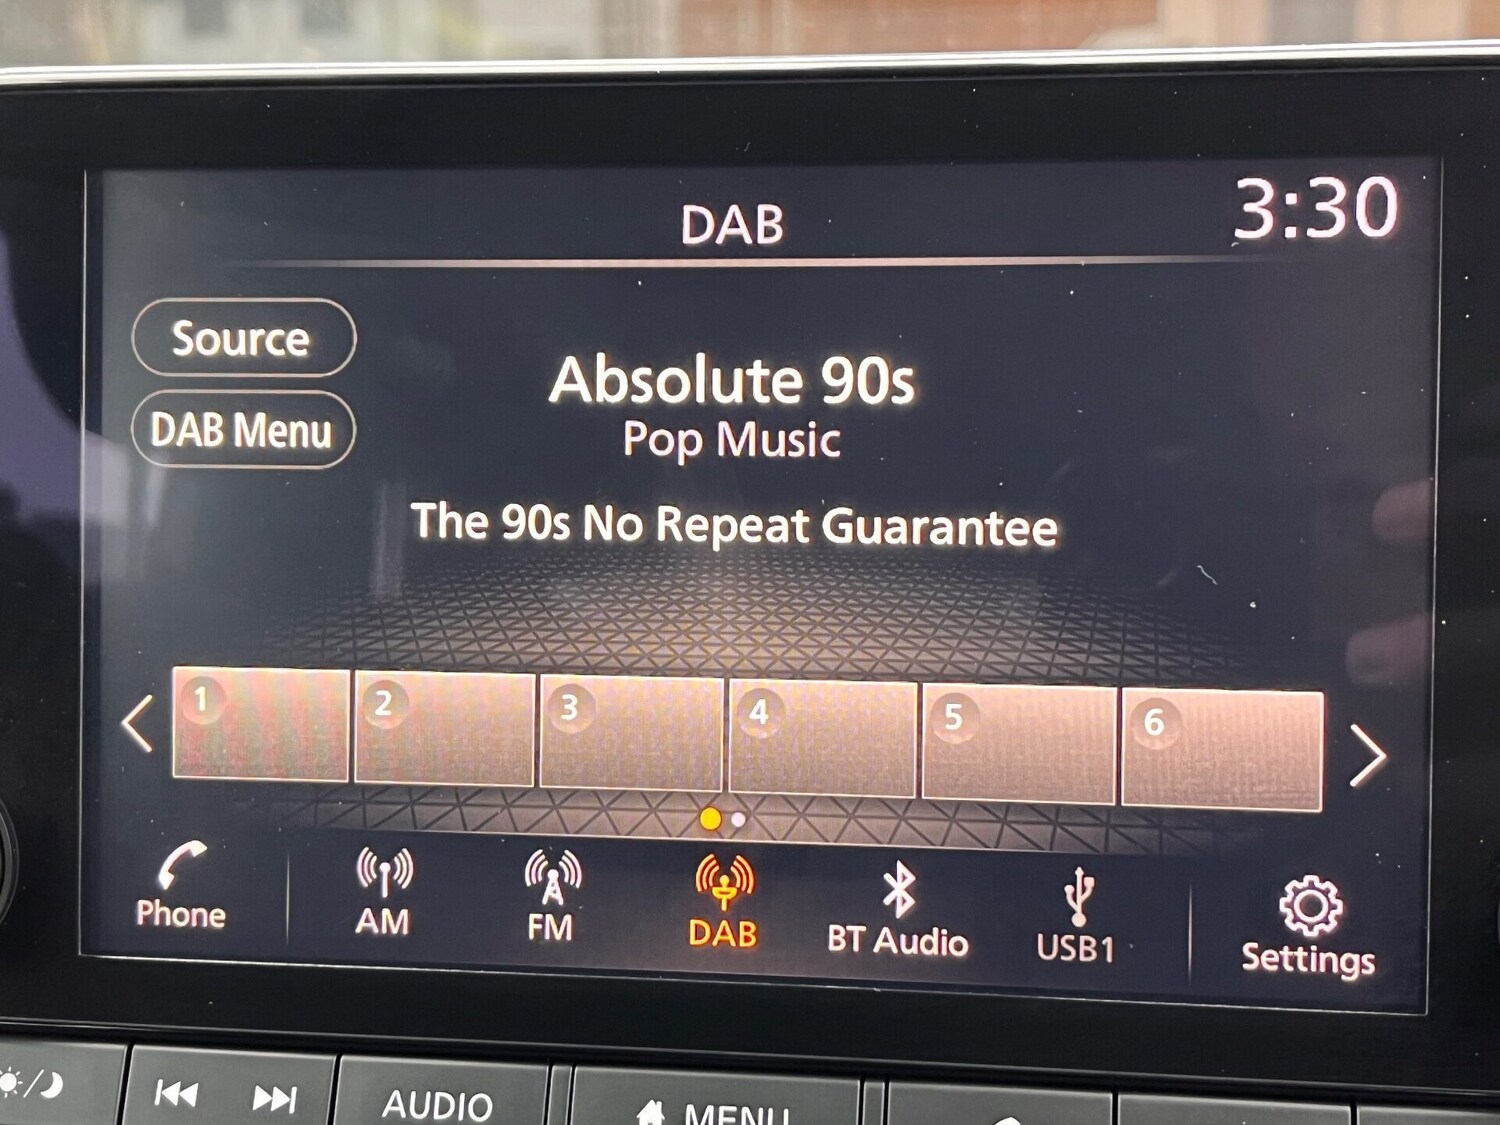 DAB
3:30
Source
DAB Menu
Absolute 90s
Pop Music
The 90s No Repeat Guarantee
1 2 3 4 5 6
Phone AM FM DAB BT Audio USB1 Settings
AUDIO MENU